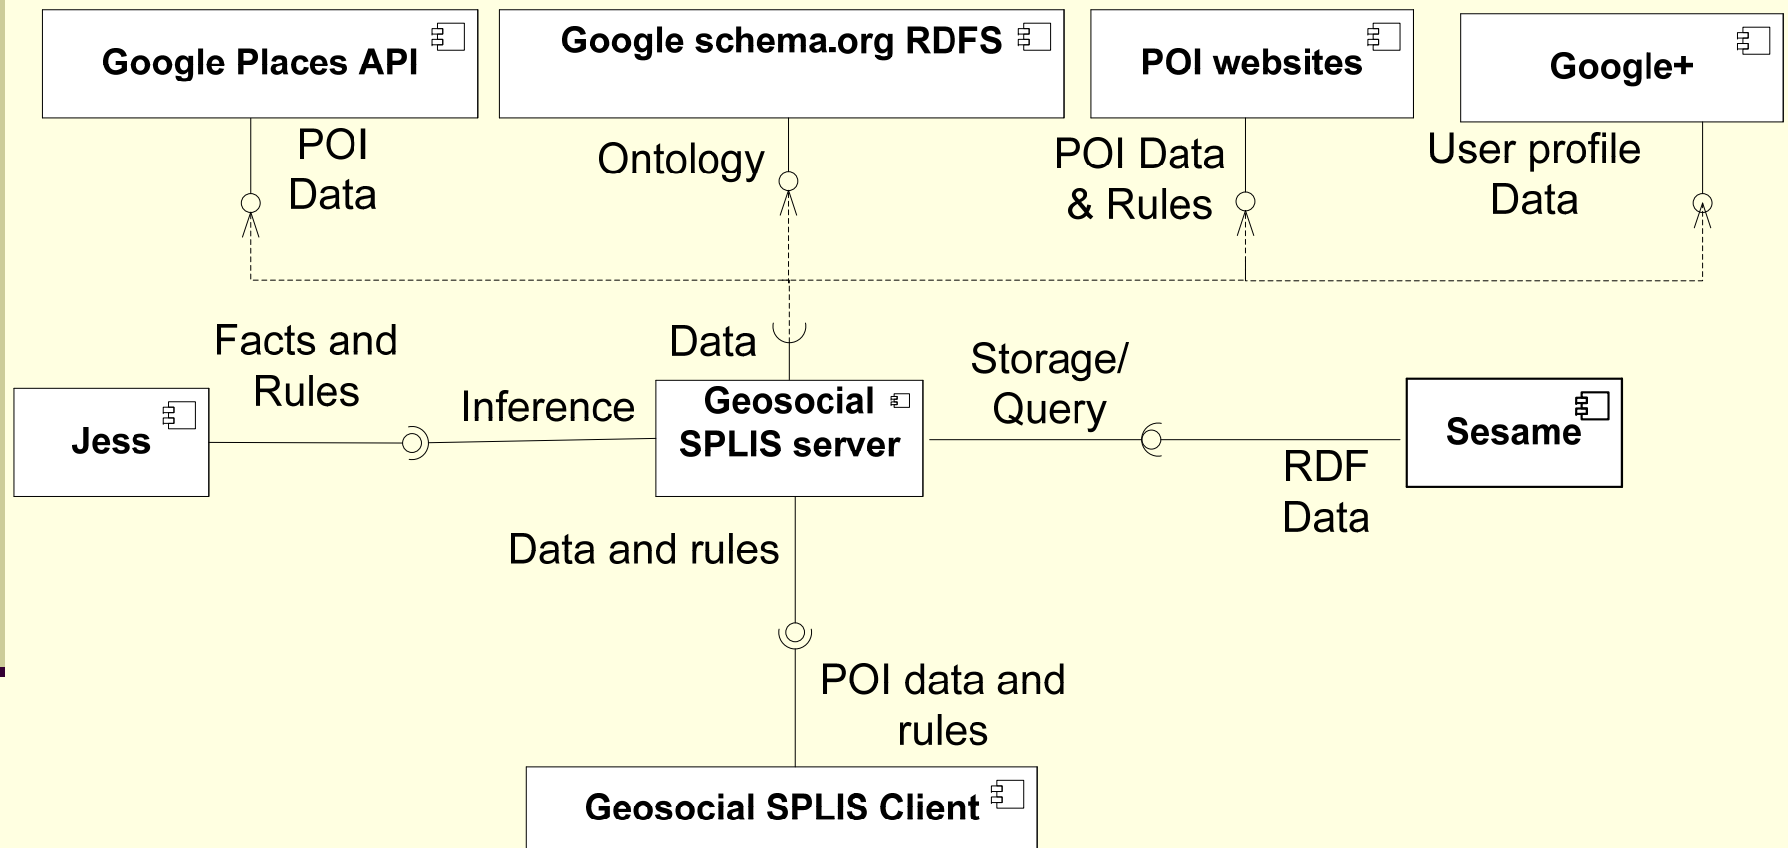 Google Places API
Google schema.org RDFS
POI websites
Google+
POI
Data
Ontology
POI Data
& Rules
User profile
Data
Facts and
Rules
Data
Storage/
Query
Jess
Inference
Geosocial
SPLIS server
Sesame
RDF
Data
Data and rules
POI data and
rules
Geosocial SPLIS Client